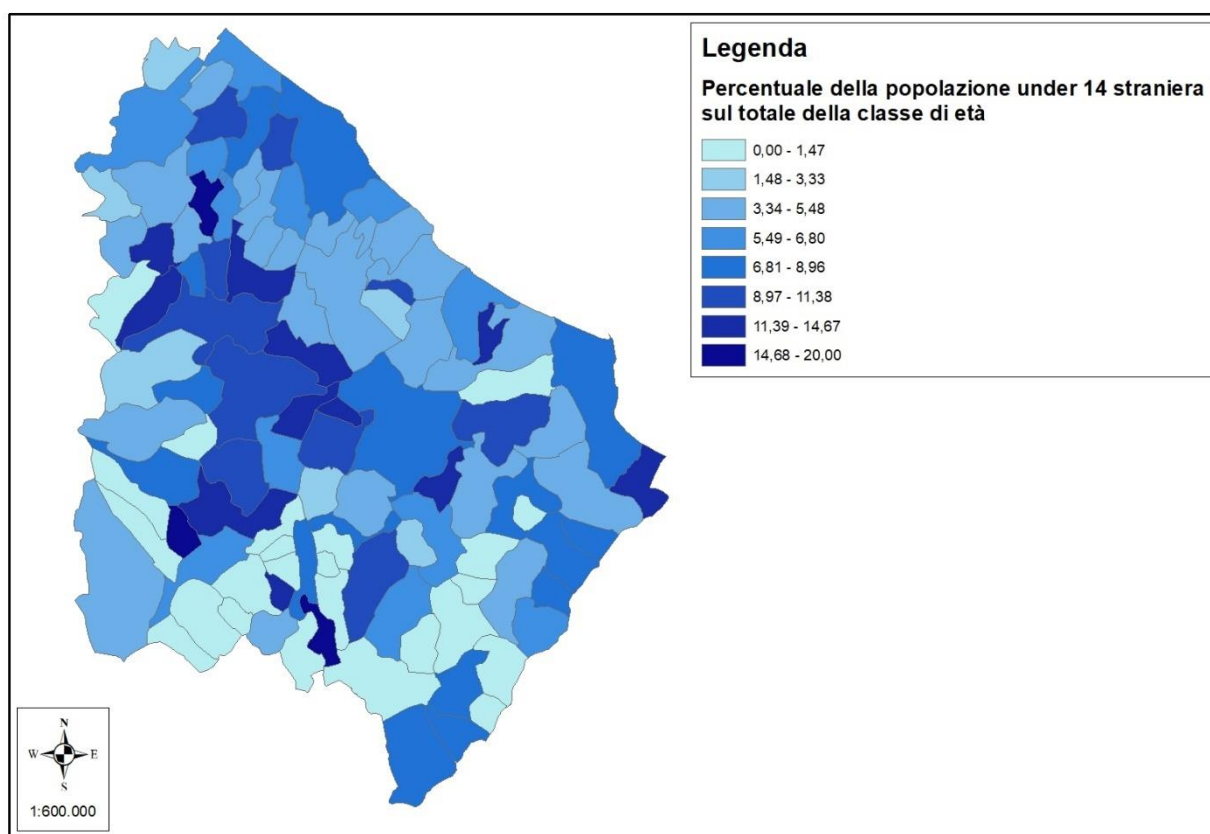 Legenda
Percentuale della popolazione under 14 straniera
sul totale della classe di età
0,00 - 1,47
1,48 - 3,33
3,34 - 5,48
5,49 - 6,80
6,81 - 8,96
8,97 - 11,38
11,39 - 14,67
14,68 - 20,00
N
W E
S
1:600.000